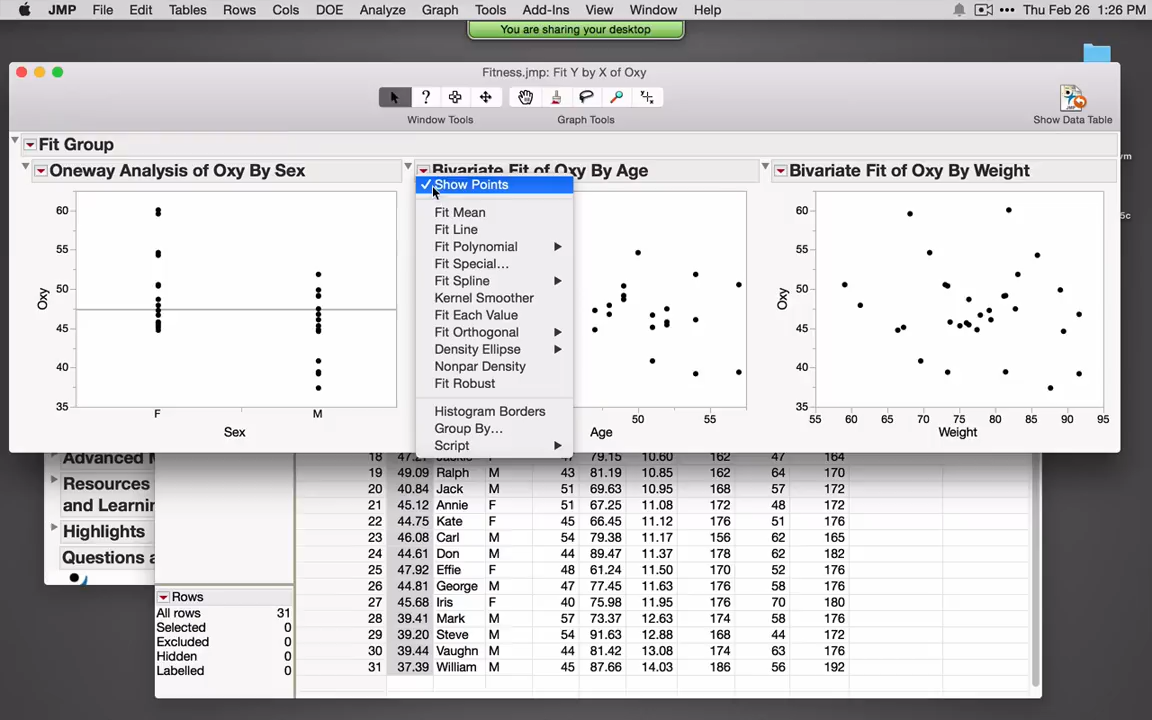 JMP File Edit Tables Rows Cols DOE Analyze Graph Tools Add-Ins View Window Help ••• Thu Feb 26 1:26 PM
You are sharing your desktop
Fitness.jmp: Fit Y by X of Oxy
?
Window Tools Graph Tools Show Data Table
Fit Group
Oneway Analysis of Oxy By Sex
60
55
50
45
40
35
Oxy
F M
Sex
Bivariate Fit of Oxy By Age
Show Points
Fit Mean
Fit Line
Fit Polynomial
Fit Special...
Fit Spline
Kernel Smoother
Fit Each Value
Fit Orthogonal
Density Ellipse
Nonpar Density
Fit Robust
Histogram Borders
Group By...
Script
50 55
Age
Bivariate Fit of Oxy By Weight
60
55
50
45
40
35
Oxy
55 60 65 70 75 80 85 90 95
Weight
vm
5c
Advanced M
Resources
and Learnin
Highlights
Questions a
Rows
All rows 31
Selected 0
Excluded 0
Hidden 0
Labelled 0
18 79.15 10.60 162 47 164
19 49.09 Ralph M 43 81.19 10.85 162 64 170
20 40.84 Jack M 51 69.63 10.95 168 57 172
21 45.12 Annie F 51 67.25 11.08 172 48 172
22 44.75 Kate F 45 66.45 11.12 176 51 176
23 46.08 Carl M 54 79.38 11.17 156 62 165
24 44.61 Don M 44 89.47 11.37 178 62 182
25 47.92 Effie F 48 61.24 11.50 170 52 176
26 44.81 George M 47 77.45 11.63 176 58 176
27 45.68 Iris F 40 75.98 11.95 176 70 180
28 39.41 Mark M 57 73.37 12.63 174 58 176
29 39.20 Steve M 54 91.63 12.88 168 44 172
30 39.44 Vaughn M 44 81.42 13.08 174 63 176
31 37.39 William M 45 87.66 14.03 186 56 192